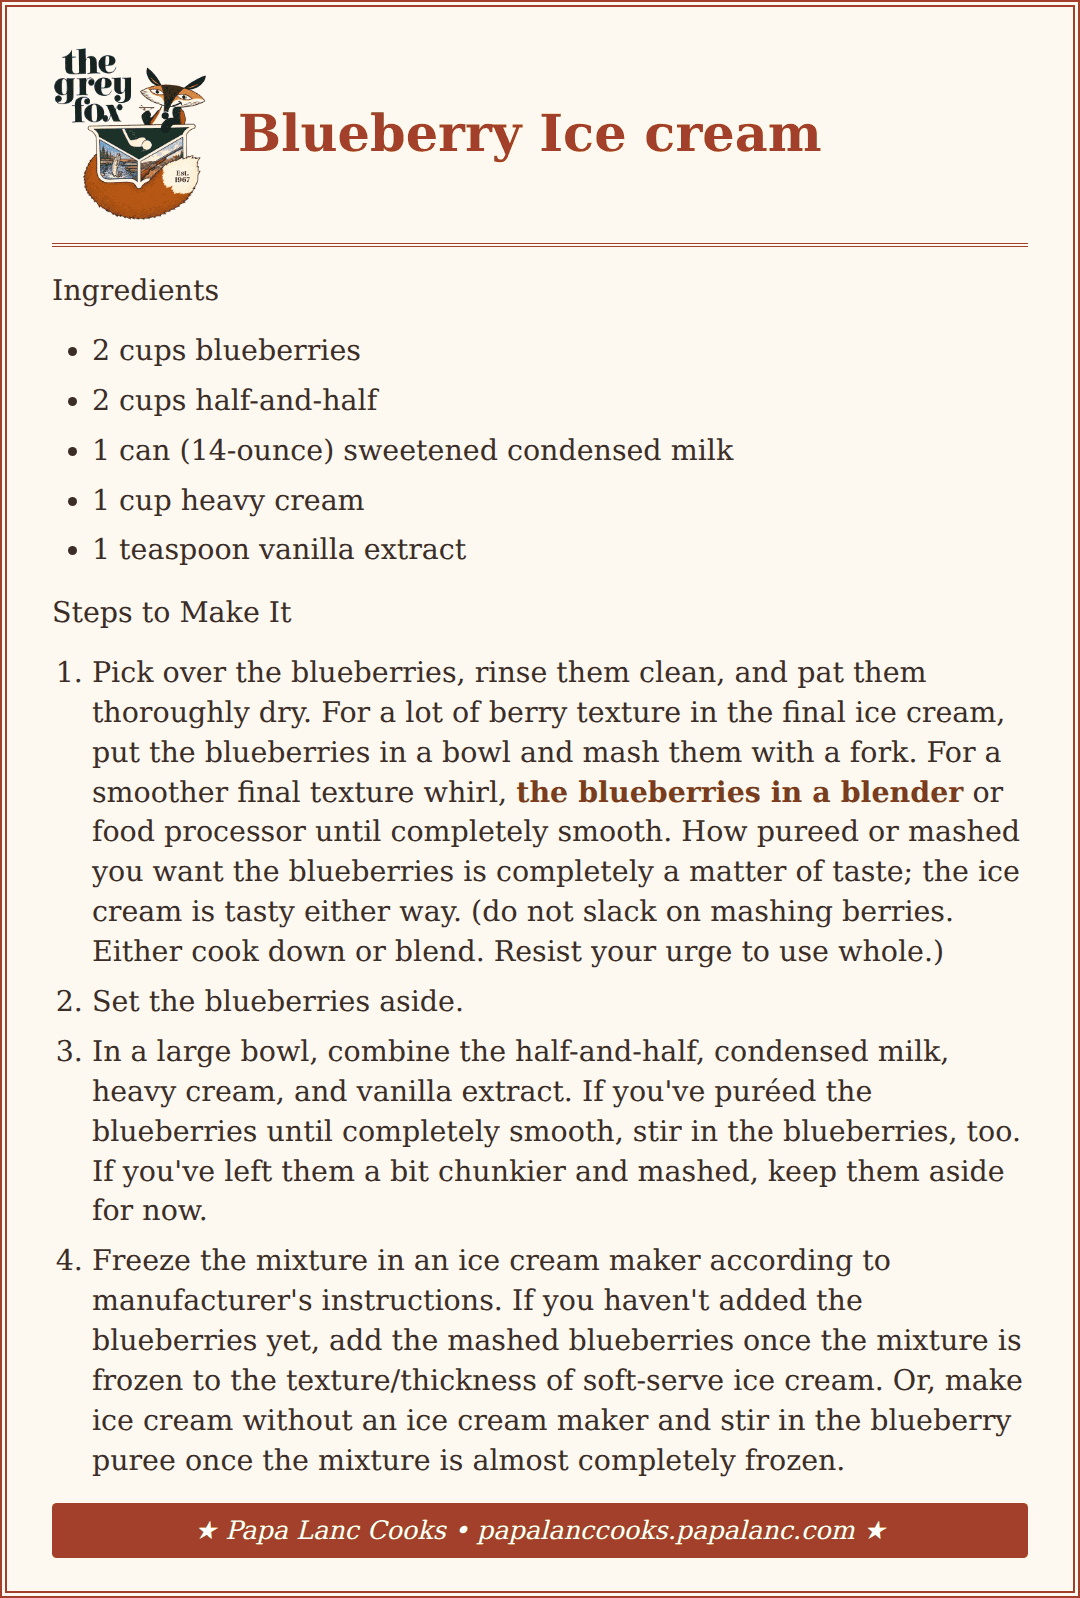 the
grey
fox
Est.
1967
Blueberry Ice cream
Ingredients
• 2 cups blueberries
• 2 cups half-and-half
• 1 can (14-ounce) sweetened condensed milk
• 1 cup heavy cream
• 1 teaspoon vanilla extract
Steps to Make It
1. Pick over the blueberries, rinse them clean, and pat them
thoroughly dry. For a lot of berry texture in the final ice cream,
put the blueberries in a bowl and mash them with a fork. For a
smoother final texture whirl, the blueberries in a blender or
food processor until completely smooth. How pureed or mashed
you want the blueberries is completely a matter of taste; the ice
cream is tasty either way. (do not slack on mashing berries.
Either cook down or blend. Resist your urge to use whole.)
2. Set the blueberries aside.
3. In a large bowl, combine the half-and-half, condensed milk,
heavy cream, and vanilla extract. If you've puréed the
blueberries until completely smooth, stir in the blueberries, too.
If you've left them a bit chunkier and mashed, keep them aside
for now.
4. Freeze the mixture in an ice cream maker according to
manufacturer's instructions. If you haven't added the
blueberries yet, add the mashed blueberries once the mixture is
frozen to the texture/thickness of soft-serve ice cream. Or, make
ice cream without an ice cream maker and stir in the blueberry
puree once the mixture is almost completely frozen.
★ Papa Lanc Cooks • papalanccooks.papalanc.com ★